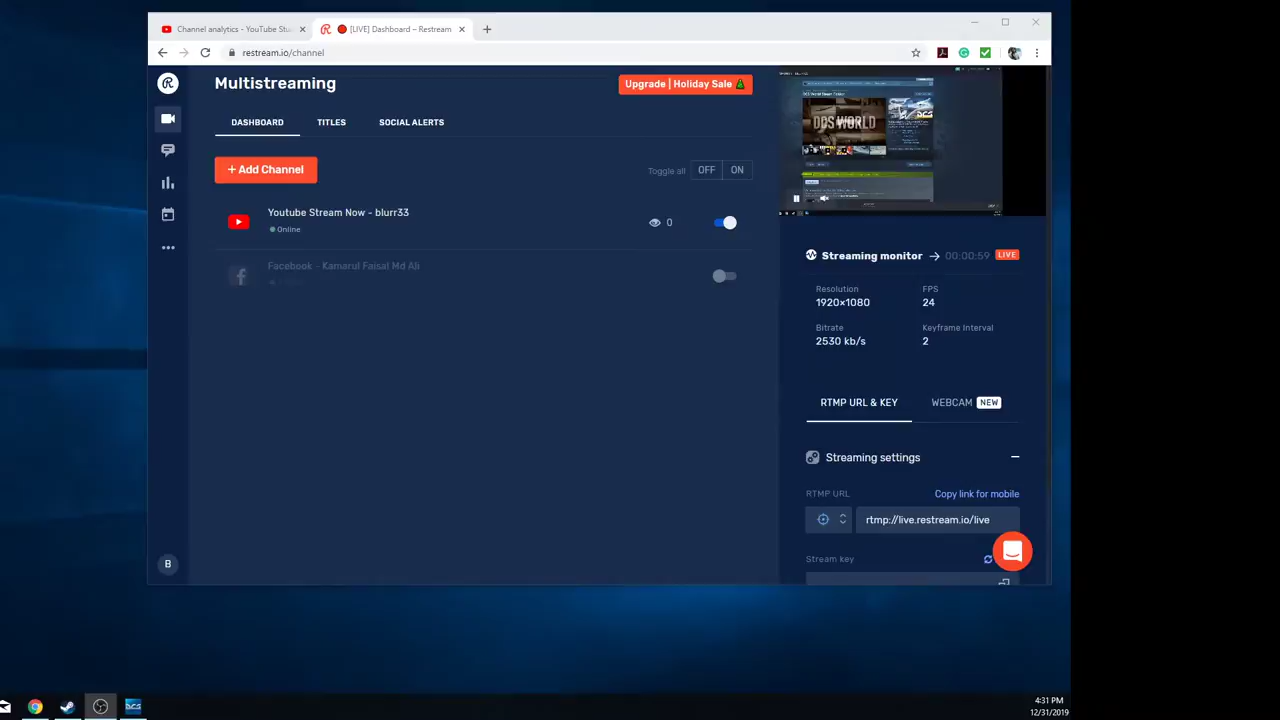 Channel analytics - YouTube Stu
[LIVE] Dashboard – Restream
restream.io/channel
Multistreaming
Upgrade | Holiday Sale
DASHBOARD
TITLES
SOCIAL ALERTS
+ Add Channel
Toggle all
OFF
ON
Youtube Stream Now - blurr33
Online
0
Facebook - Kamarul Faisal Md Ali
DCS WORLD
Streaming monitor → 00:00:59 LIVE
Resolution
FPS
1920×1080
24
Bitrate
Keyframe Interval
2530 kb/s
2
RTMP URL & KEY
WEBCAM NEW
Streaming settings
RTMP URL
Copy link for mobile
rtmp://live.restream.io/live
Stream key
B
DCS
4:31 PM
12/31/2019